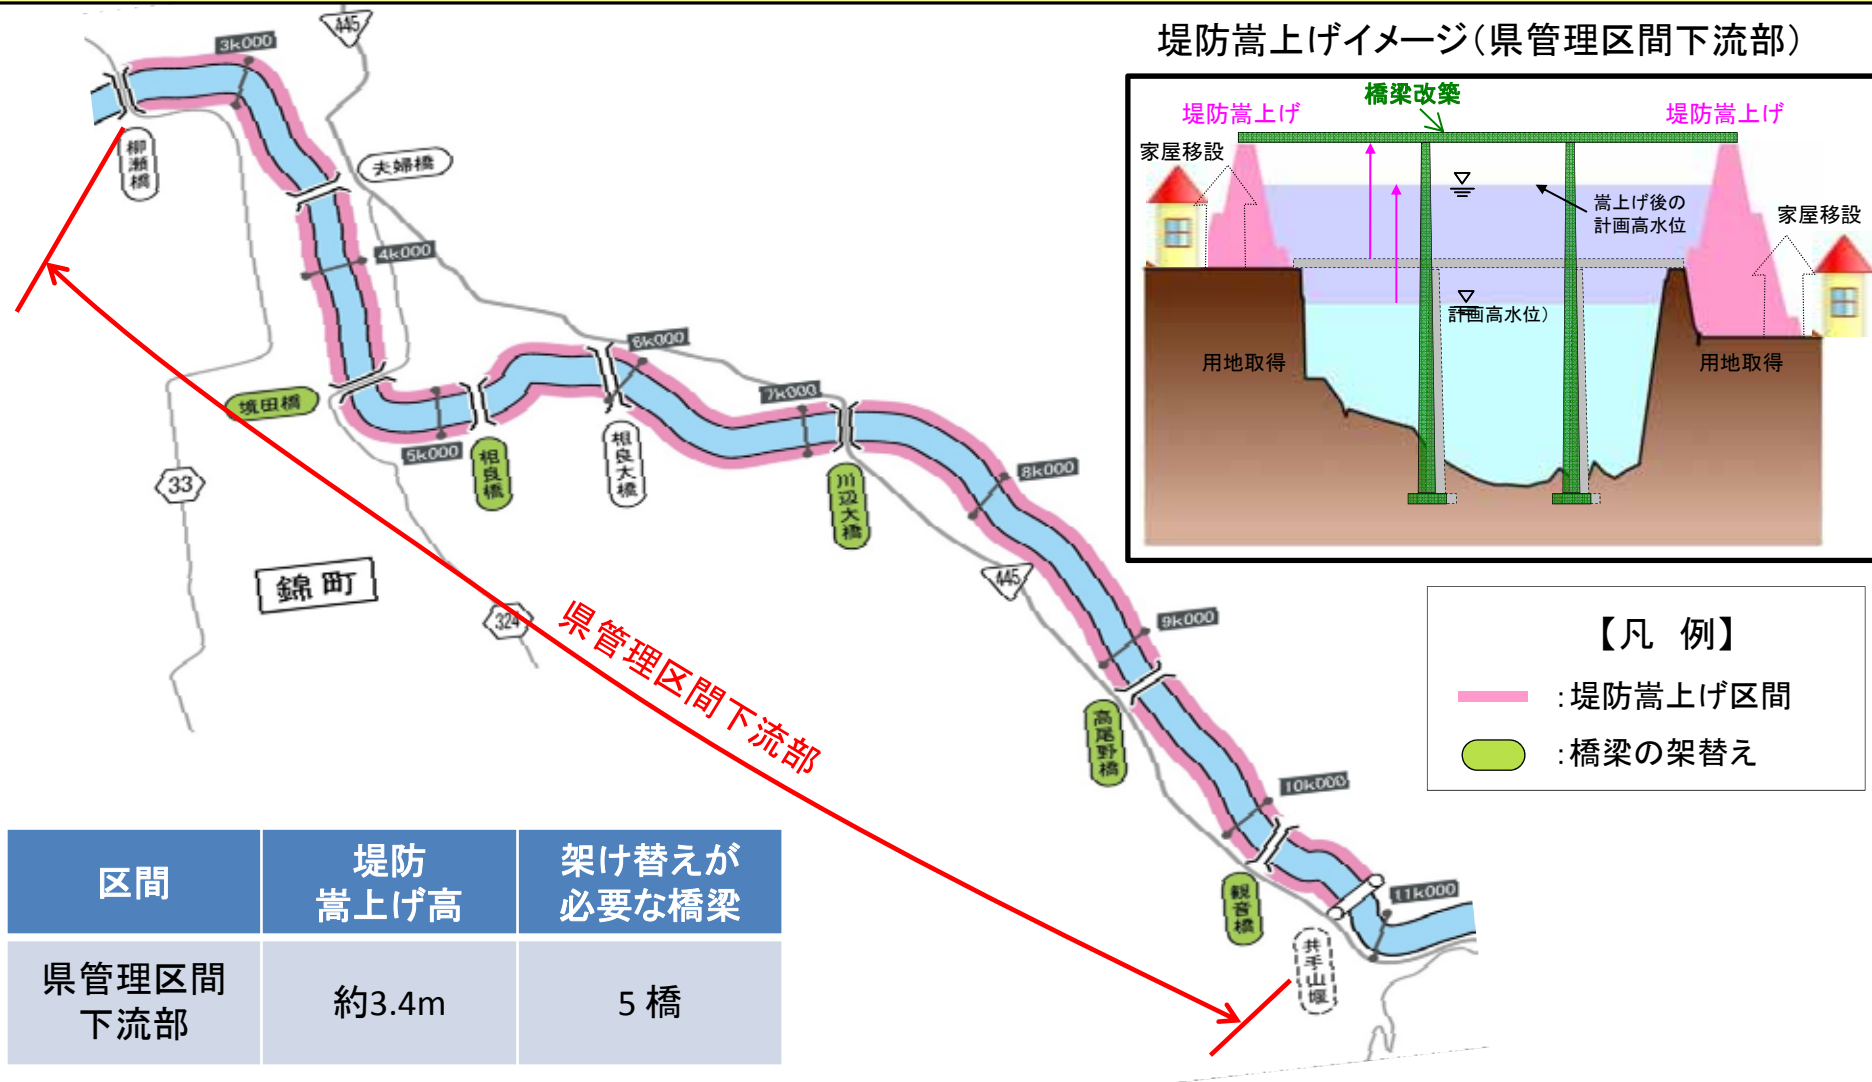 堤防嵩上げイメージ（県管理区間下流部）
橋梁改築
堤防嵩上げ
堤防嵩上げ
家屋移設
家屋移設
嵩上げ後の
計画高水位
計画高水位）
用地取得
用地取得
445
3k000
柳瀬橋
夫婦橋
4k000
境田橋
5k000
相良橋
相良大橋
6k000
7k000
川辺大橋
8k000
445
33
錦町
324
9k000
高尾野橋
10k000
観音橋
11k000
井手山堰
県管理区間下流部
【凡 例】
：堤防嵩上げ区間
：橋梁の架替え
区間
堤防
嵩上げ高
架け替えが
必要な橋梁
県管理区間
下流部
約3.4m
5 橋